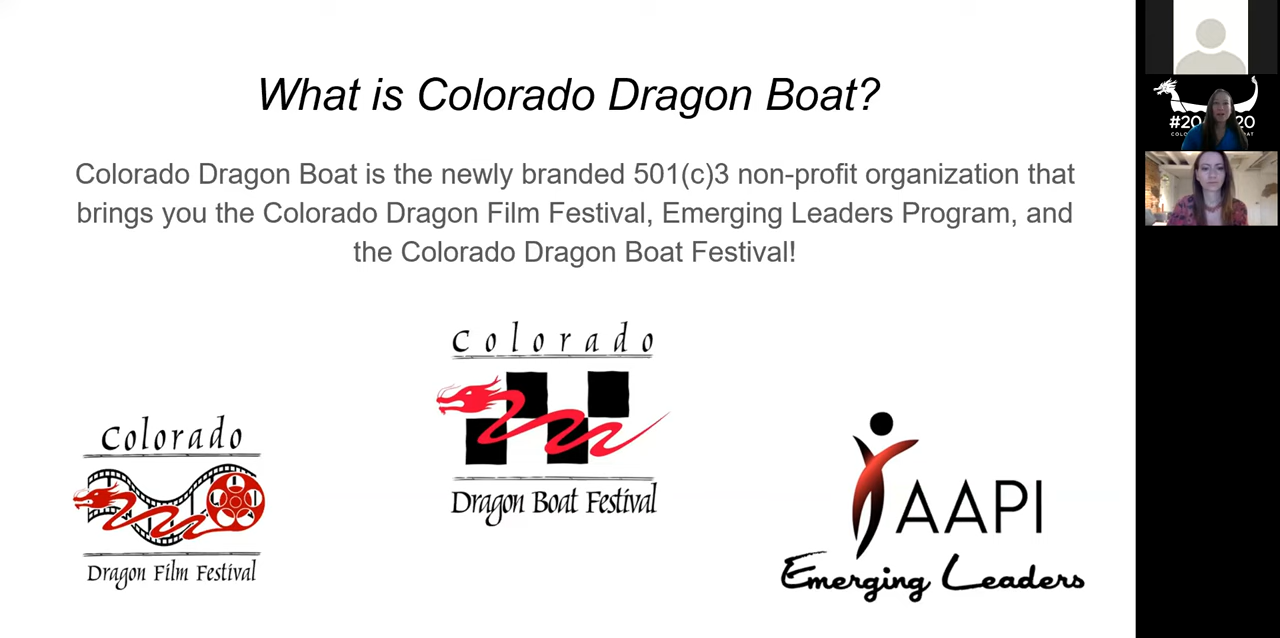 What is Colorado Dragon Boat?
Colorado Dragon Boat is the newly branded 501(c)3 non-profit organization that
brings you the Colorado Dragon Film Festival, Emerging Leaders Program, and
the Colorado Dragon Boat Festival!
Colorado
Dragon Film Festival
Colorado
Dragon Boat Festival
AAPI
Emerging Leaders